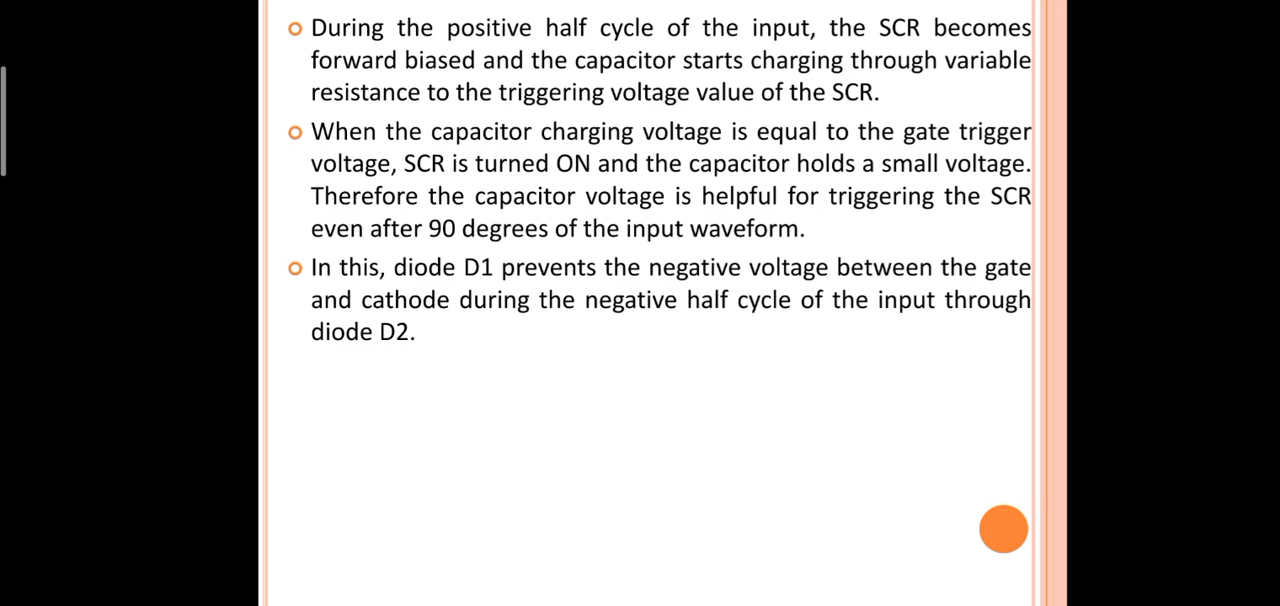 During the positive half cycle of the input, the SCR becomes
forward biased and the capacitor starts charging through variable
resistance to the triggering voltage value of the SCR.
When the capacitor charging voltage is equal to the gate trigger
voltage, SCR is turned ON and the capacitor holds a small voltage.
Therefore the capacitor voltage is helpful for triggering the SCR
even after 90 degrees of the input waveform.
In this, diode D1 prevents the negative voltage between the gate
and cathode during the negative half cycle of the input through
diode D2.